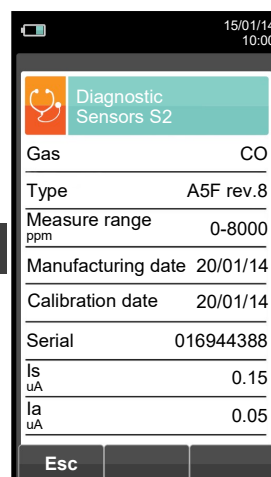 15/01/14
10:00
Diagnostic
Sensors S2
Gas CO
Type A5F rev.8
Measure range
ppm 0-8000
Manufacturing date 20/01/14
Calibration date 20/01/14
Serial 016944388
Is
uA 0.15
Ia
uA 0.05
Esc